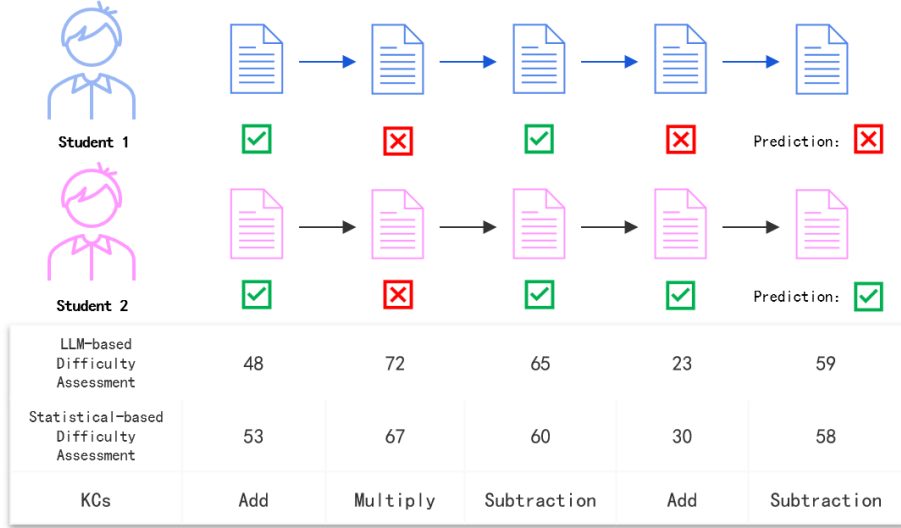 Student 1
Prediction:
Student 2
Prediction:
LLM-based
Difficulty
Assessment
48 72 65 23 59
Statistical-based
Difficulty
Assessment
53 67 60 30 58
KCs Add Multiply Subtraction Add Subtraction